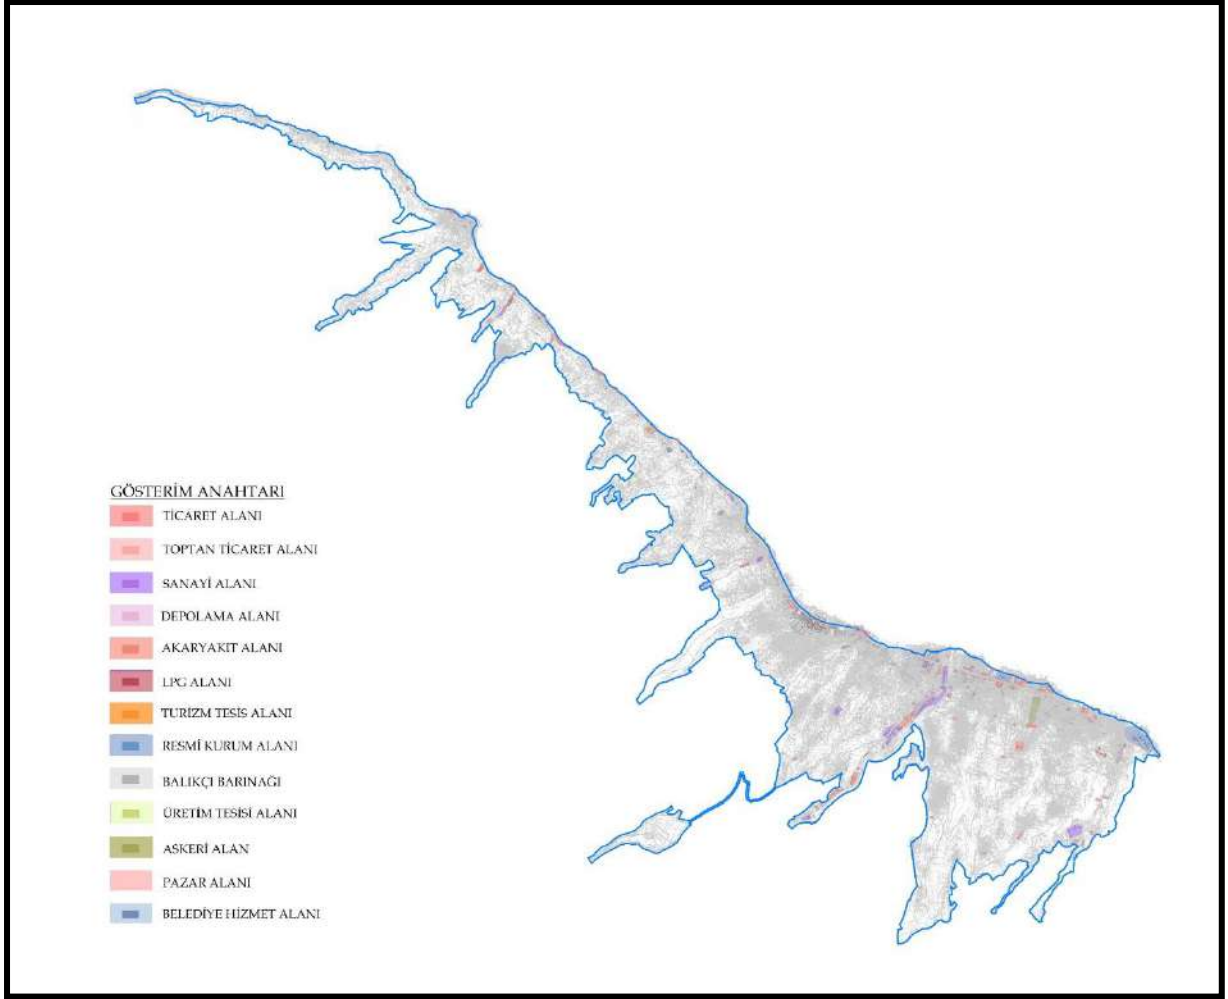 GÖSTERİM ANAHTARI
TİCARET ALANI
TOPTAN TİCARET ALANI
SANAYİ ALANI
DEPOLAMA ALANI
AKARYAKIT ALANI
LPG ALANI
TURİZM TESİS ALANI
RESMİ KURUM ALANI
BALIKÇI BARINAĞI
ÜRETİM TESİSİ ALANI
ASKERİ ALAN
PAZAR ALANI
BELEDİYE HİZMET ALANI